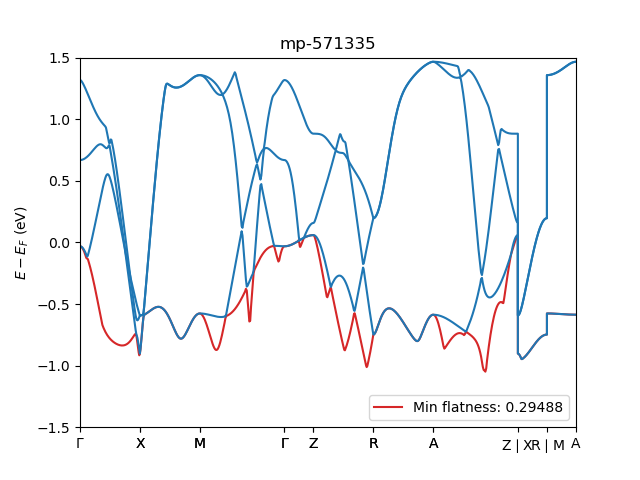 mp-571335
1.5
1.0
0.5
0.0
−0.5
−1.0
−1.5
E − E_F (eV)
Min flatness: 0.29488
Γ X M Γ Z R A Z | XR | M A